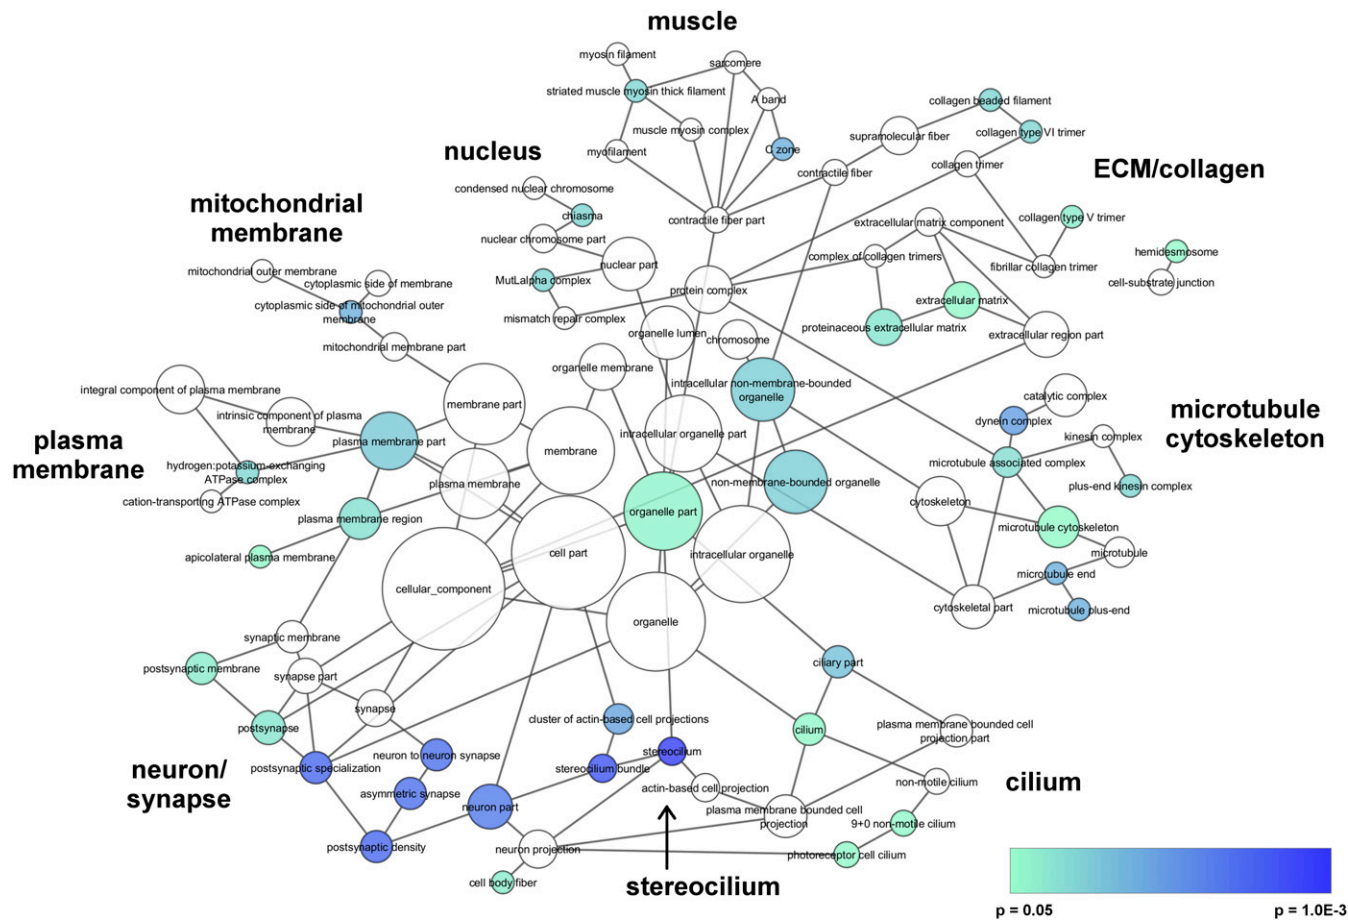 muscle
myosin filament
sarcomere
striated muscle myosin thick filament
A band
collagen beaded filament
muscle myosin complex
supramolecular fiber
collagen type VI trimer
nucleus
myofilament
C zone
contractile fiber
collagen trimer
ECM/collagen
condensed nuclear chromosome
chiasma
contractile fiber part
extracellular matrix component
collagen type V trimer
mitochondrial
membrane
nuclear chromosome part
nuclear part
complex of collagen trimers
fibrillar collagen trimer
hemidesmosome
cell-substrate junction
mitochondrial outer membrane
cytoplasmic side of membrane
cytoplasmic side of mitochondrial outer
membrane
MutLalpha complex
protein complex
extracellular matrix
mismatch repair complex
proteinaceous extracellular matrix
extracellular region part
mitochondrial membrane part
organelle lumen
chromosome
organelle membrane
intracellular non-membrane-bounded
organelle
integral component of plasma membrane
intrinsic component of plasma
membrane
membrane part
catalytic complex
dynein complex
microtubule
cytoskeleton
plasma
membrane
plasma membrane part
membrane
intracellular organelle part
kinesin complex
hydrogen:potassium-exchanging
ATPase complex
microtubule associated complex
cation-transporting ATPase complex
plasma membrane
non-membrane-bounded organelle
plus-end kinesin complex
cytoskeleton
plasma membrane region
organelle part
microtubule cytoskeleton
apicolateral plasma membrane
cell part
intracellular organelle
microtubule
microtubule end
cellular_component
cytoskeletal part
microtubule plus-end
organelle
synaptic membrane
postsynaptic membrane
synapse part
ciliary part
synapse
postsynapse
cluster of actin-based cell projections
cilium
plasma membrane bounded cell
projection part
neuron/
synapse
postsynaptic specialization
neuron to neuron synapse
stereocilium
stereocilium bundle
asymmetric synapse
neuron part
actin-based cell projection
non-motile cilium
cilium
plasma membrane bounded cell
projection
9+0 non-motile cilium
postsynaptic density
neuron projection
photoreceptor cell cilium
cell body fiber
stereocilium
p = 0.05
p = 1.0E-3